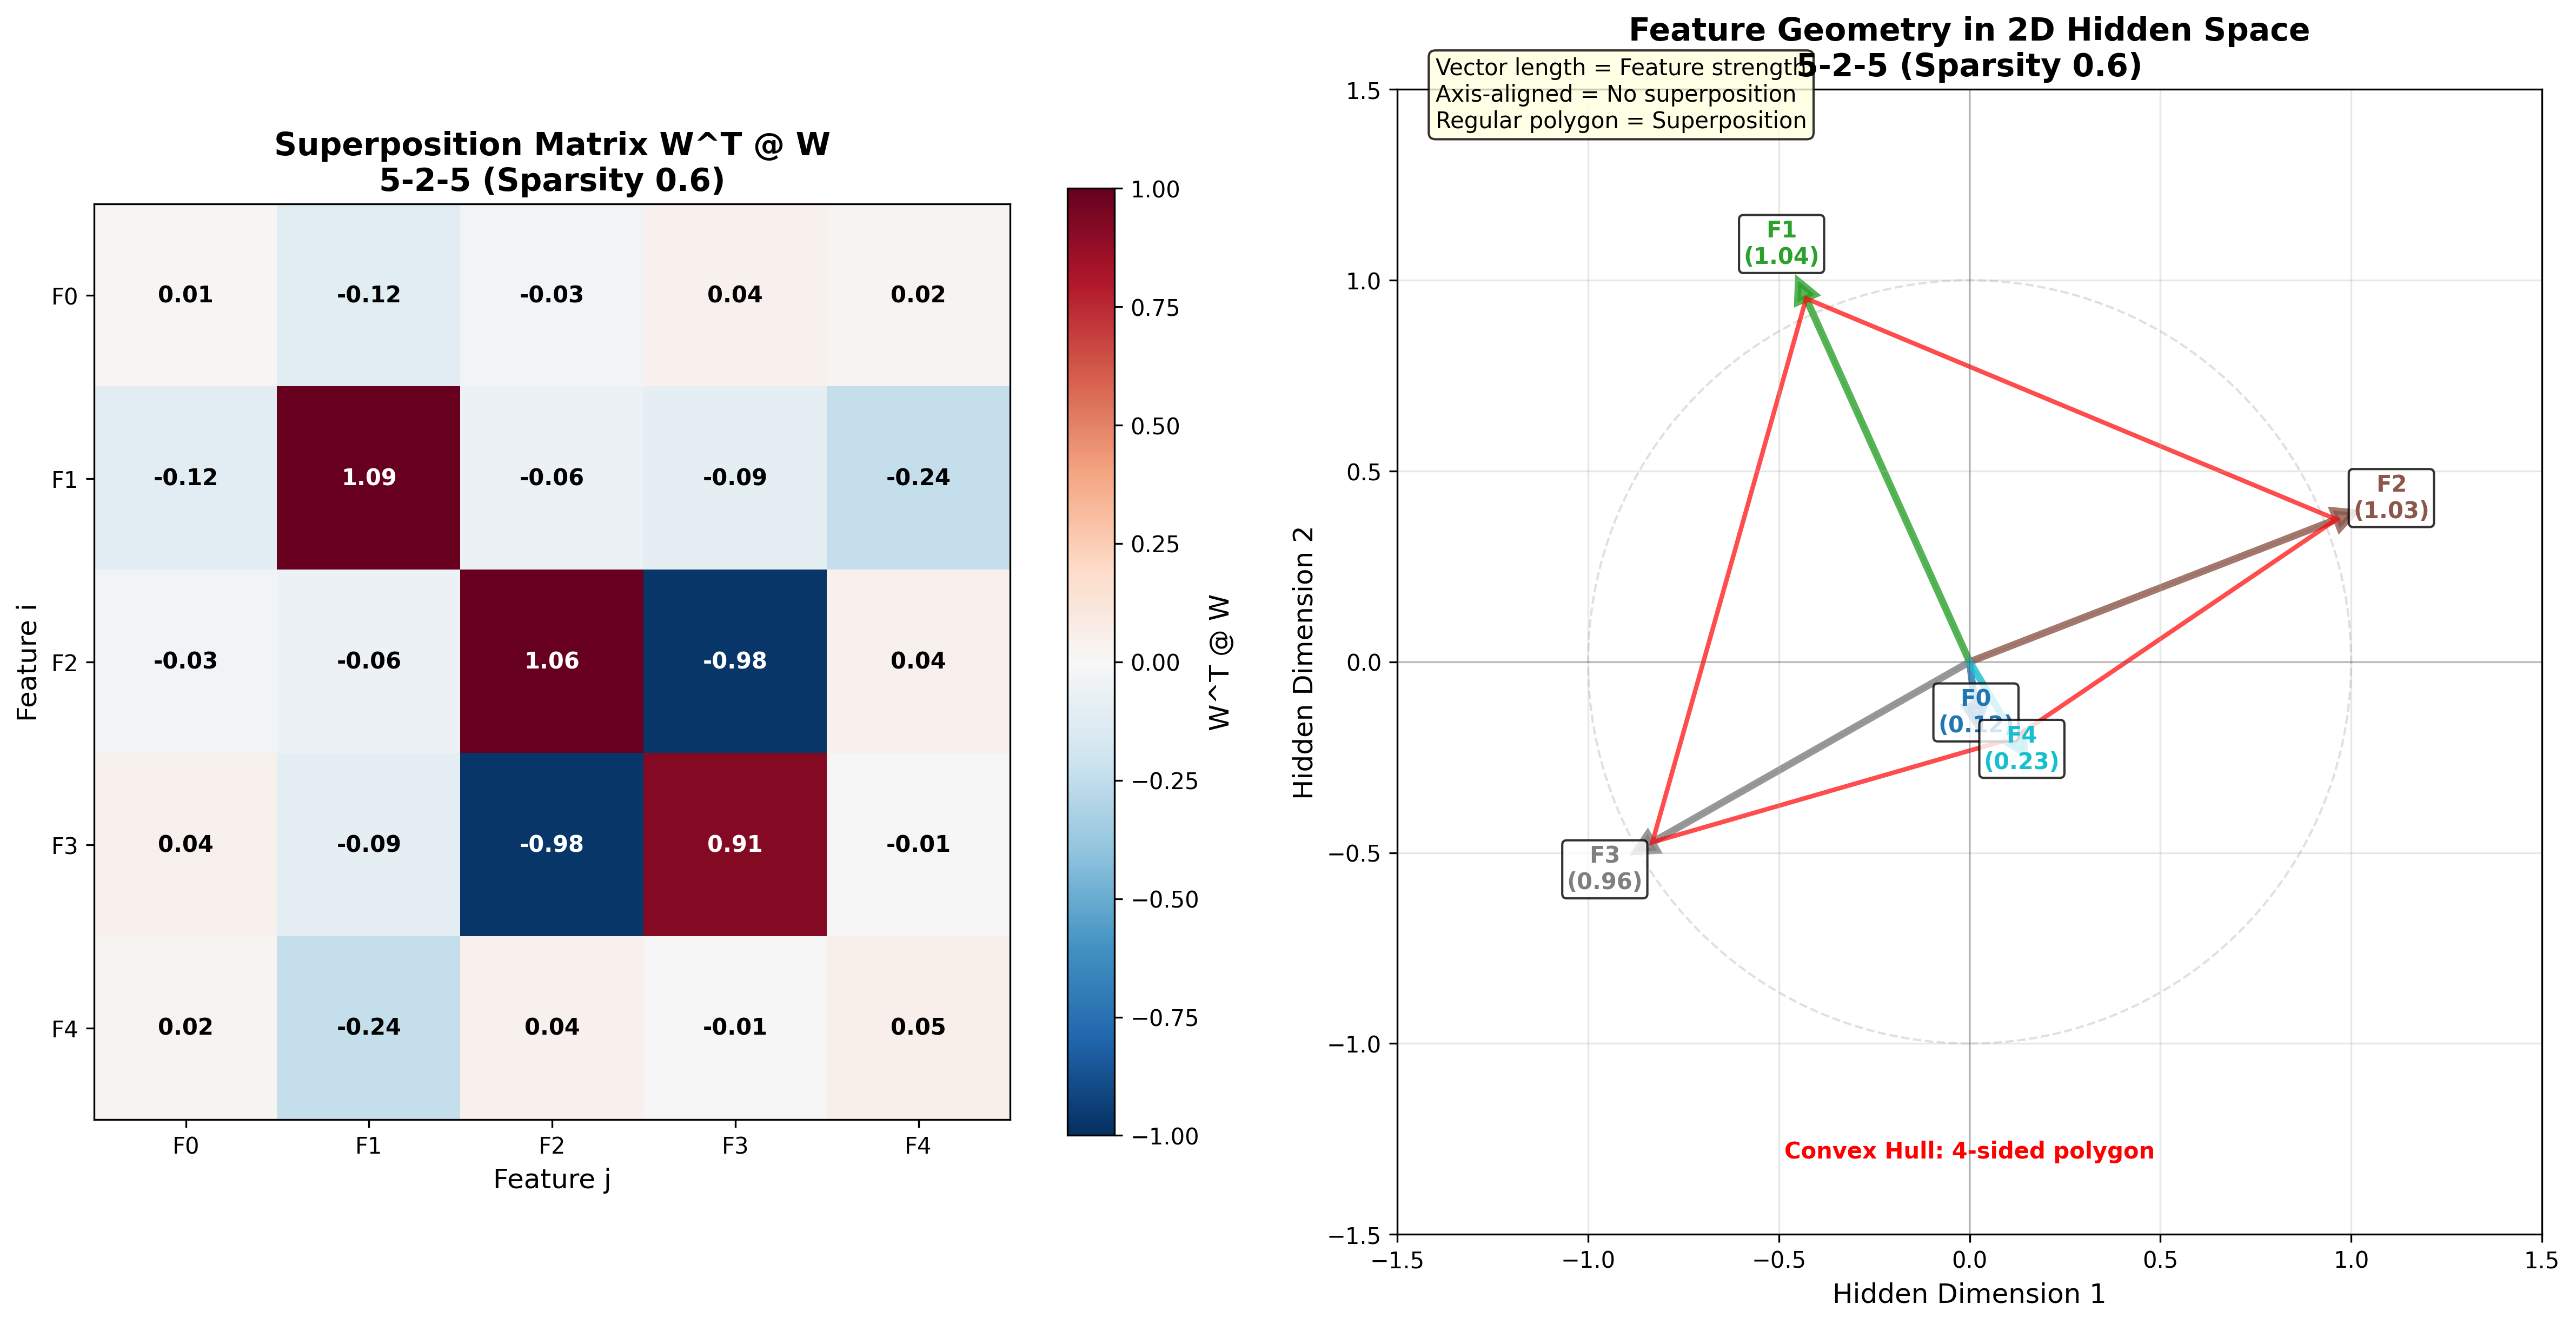 Superposition Matrix W^T @ W
5-2-5 (Sparsity 0.6)
Feature i
F0
F1
F2
F3
F4
0.01 -0.12 -0.03 0.04 0.02
-0.12 1.09 -0.06 -0.09 -0.24
-0.03 -0.06 1.06 -0.98 0.04
0.04 -0.09 -0.98 0.91 -0.01
0.02 -0.24 0.04 -0.01 0.05
F0 F1 F2 F3 F4
Feature j
1.00
0.75
0.50
0.25
0.00
−0.25
−0.50
−0.75
−1.00
W^T @ W
Feature Geometry in 2D Hidden Space
5-2-5 (Sparsity 0.6)
Vector length = Feature strength
Axis-aligned = No superposition
Regular polygon = Superposition
Hidden Dimension 2
1.5
1.0
0.5
0.0
−0.5
−1.0
−1.5
F1
(1.04)
F2
(1.03)
F0
(0.12)
F4
(0.23)
F3
(0.96)
Convex Hull: 4-sided polygon
−1.5 −1.0 −0.5 0.0 0.5 1.0 1.5
Hidden Dimension 1